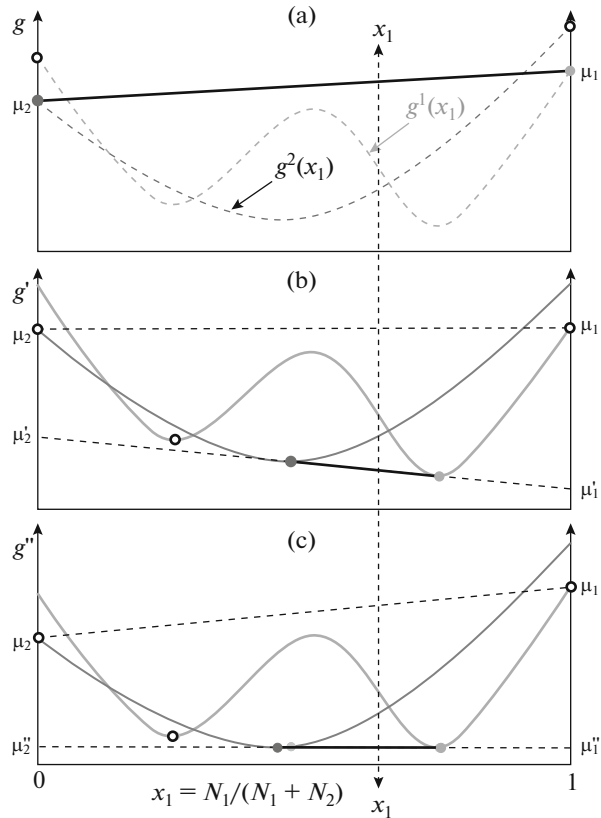 g (a) x₁
μ₂ μ₁
g¹(x₁)
g²(x₁)
g' (b)
μ₂ μ₁
μ'₂
μ'₁
g'' (c)
μ₁
μ₂
μ''₂ μ''₁
0 x₁ = N₁/(N₁ + N₂) x₁ 1